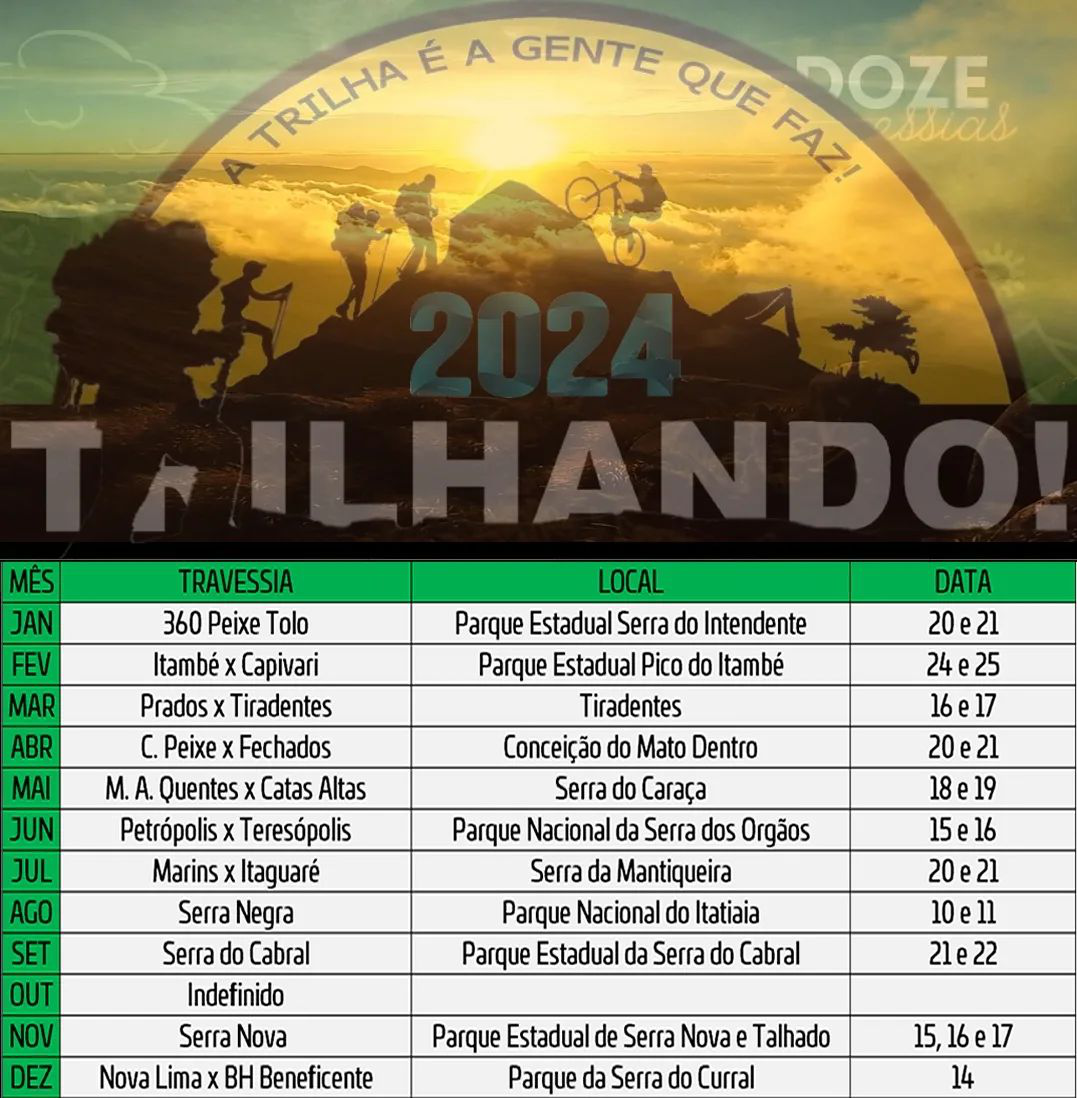 A TRILHA É A GENTE QUE FAZ!
DOZE
essias
2024
TRILHANDO!
MÊS TRAVESSIA LOCAL DATA
JAN 360 Peixe Tolo Parque Estadual Serra do Intendente 20 e 21
FEV Itambé x Capivari Parque Estadual Pico do Itambé 24 e 25
MAR Prados x Tiradentes Tiradentes 16 e 17
ABR C. Peixe x Fechados Conceição do Mato Dentro 20 e 21
MAI M. A. Quentes x Catas Altas Serra do Caraça 18 e 19
JUN Petrópolis x Teresópolis Parque Nacional da Serra dos Orgãos 15 e 16
JUL Marins x Itaguaré Serra da Mantiqueira 20 e 21
AGO Serra Negra Parque Nacional do Itatiaia 10 e 11
SET Serra do Cabral Parque Estadual da Serra do Cabral 21 e 22
OUT Indefinido
NOV Serra Nova Parque Estadual de Serra Nova e Talhado 15, 16 e 17
DEZ Nova Lima x BH Beneficente Parque da Serra do Curral 14